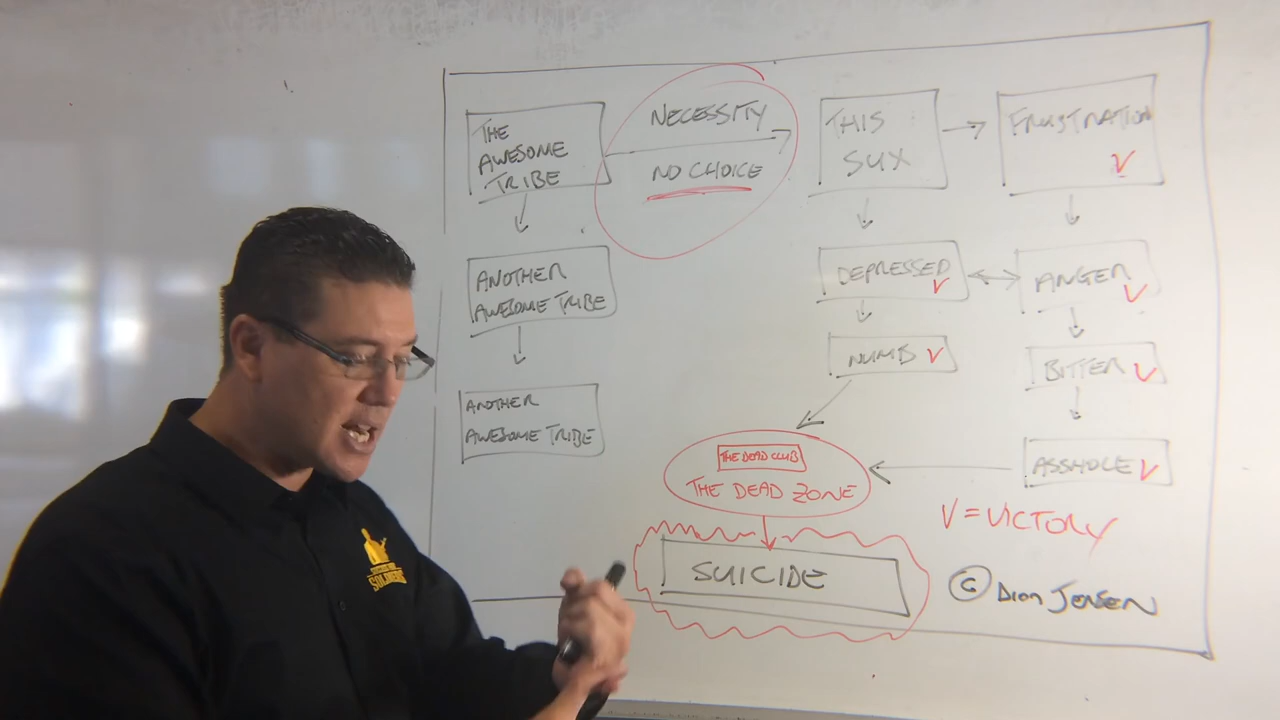 THE
AWESOME
TRIBE
NECESSITY
NO CHOICE
THIS
SUX
FRUSTRATION
V
ANOTHER
AWESOME TRIBE
DEPRESSED
V
ANGER
V
NUMB V
BITTER V
ANOTHER
AWESOME TRIBE
THE DEAD CLUB
THE DEAD ZONE
ASSHOLE V
V = VICTORY
SUICIDE
© Dion JENSEN
SOLDIERS